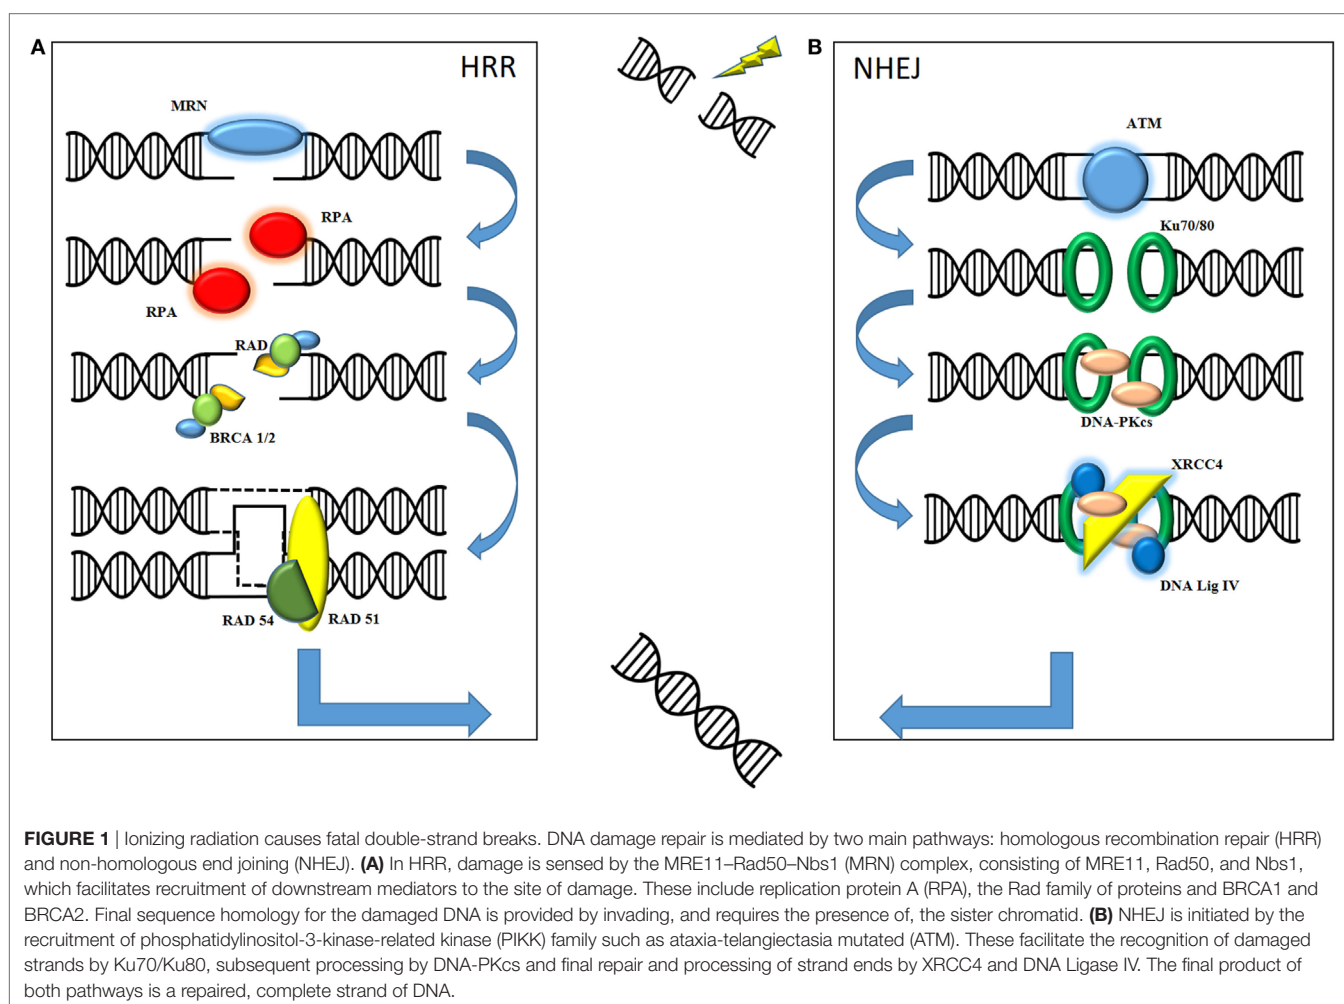 A
HRR
MRN
RPA
RPA
RAD
BRCA 1/2
RAD 54
RAD 51
B
NHEJ
ATM
Ku70/80
DNA-PKcs
XRCC4
DNA Lig IV
FIGURE 1 | Ionizing radiation causes fatal double-strand breaks. DNA damage repair is mediated by two main pathways: homologous recombination repair (HRR)
and non-homologous end joining (NHEJ). (A) In HRR, damage is sensed by the MRE11–Rad50–Nbs1 (MRN) complex, consisting of MRE11, Rad50, and Nbs1,
which facilitates recruitment of downstream mediators to the site of damage. These include replication protein A (RPA), the Rad family of proteins and BRCA1 and
BRCA2. Final sequence homology for the damaged DNA is provided by invading, and requires the presence of, the sister chromatid. (B) NHEJ is initiated by the
recruitment of phosphatidylinositol-3-kinase-related kinase (PIKK) family such as ataxia-telangiectasia mutated (ATM). These facilitate the recognition of damaged
strands by Ku70/Ku80, subsequent processing by DNA-PKcs and final repair and processing of strand ends by XRCC4 and DNA Ligase IV. The final product of
both pathways is a repaired, complete strand of DNA.